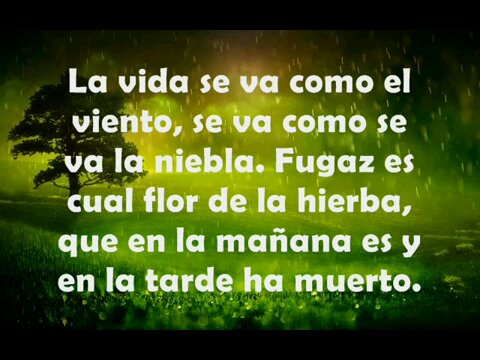 La vida se va como el
viento, se va como se
va la niebla. Fugaz es
cual flor de la hierba,
que en la mañana es y
en la tarde ha muerto.